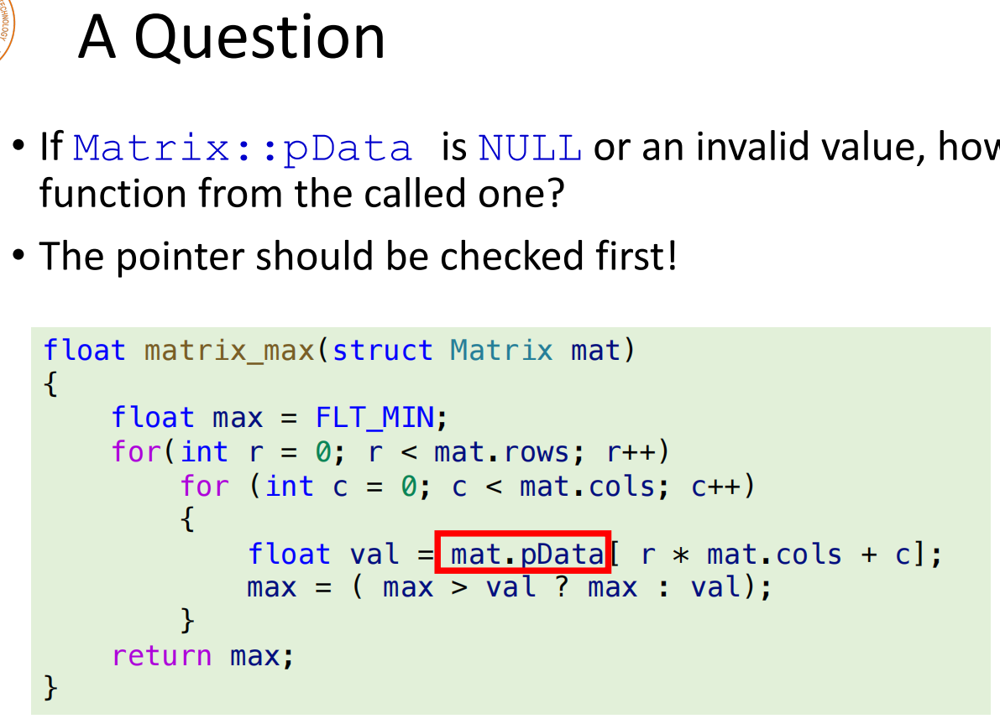 A Question
• If Matrix::pData is NULL or an invalid value, how
function from the called one?
• The pointer should be checked first!
float matrix_max(struct Matrix mat)
{
    float max = FLT_MIN;
    for(int r = 0; r < mat.rows; r++)
        for (int c = 0; c < mat.cols; c++)
        {
            float val = mat.pData[ r * mat.cols + c];
            max = ( max > val ? max : val);
        }
    return max;
}